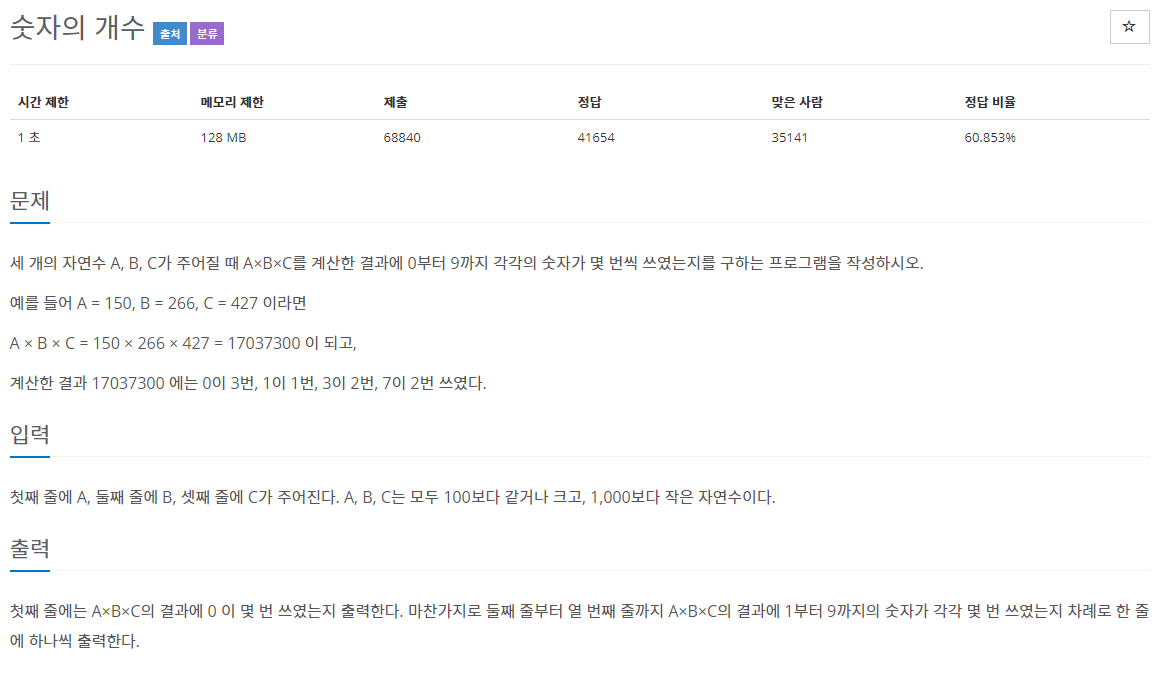 숫자의 개수 출처 분류
☆
시간 제한 메모리 제한 제출 정답 맞은 사람 정답 비율
1 초 128 MB 68840 41654 35141 60.853%
문제
세 개의 자연수 A, B, C가 주어질 때 A×B×C를 계산한 결과에 0부터 9까지 각각의 숫자가 몇 번씩 쓰였는지를 구하는 프로그램을 작성하시오.
예를 들어 A = 150, B = 266, C = 427 이라면
A × B × C = 150 × 266 × 427 = 17037300 이 되고,
계산한 결과 17037300 에는 0이 3번, 1이 1번, 3이 2번, 7이 2번 쓰였다.
입력
첫째 줄에 A, 둘째 줄에 B, 셋째 줄에 C가 주어진다. A, B, C는 모두 100보다 같거나 크고, 1,000보다 작은 자연수이다.
출력
첫째 줄에는 A×B×C의 결과에 0 이 몇 번 쓰였는지 출력한다. 마찬가지로 둘째 줄부터 열 번째 줄까지 A×B×C의 결과에 1부터 9까지의 숫자가 각각 몇 번 쓰였는지 차례로 한 줄
에 하나씩 출력한다.